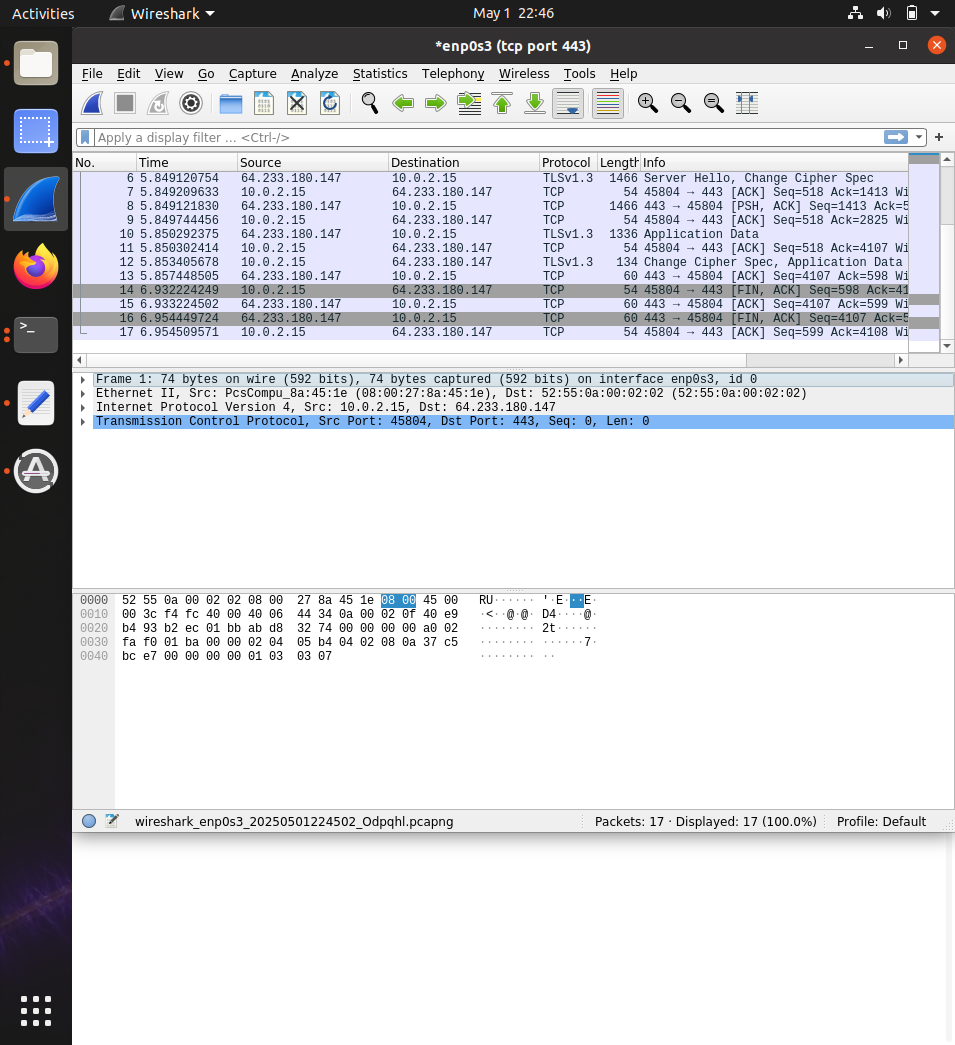 Activities Wireshark May 1 22:46
*enp0s3 (tcp port 443)
File Edit View Go Capture Analyze Statistics Telephony Wireless Tools Help
Apply a display filter … <Ctrl-/>
No. Time Source Destination Protocol Length Info
6 5.849120754 64.233.180.147 10.0.2.15 TLSv1.3 1466 Server Hello, Change Cipher Spec
7 5.849209633 10.0.2.15 64.233.180.147 TCP 54 45804 → 443 [ACK] Seq=518 Ack=1413 Wi
8 5.849121830 64.233.180.147 10.0.2.15 TCP 1466 443 → 45804 [PSH, ACK] Seq=1413 Ack=5
9 5.849744456 10.0.2.15 64.233.180.147 TCP 54 45804 → 443 [ACK] Seq=518 Ack=2825 Wi
10 5.850292375 64.233.180.147 10.0.2.15 TLSv1.3 1336 Application Data
11 5.850302414 10.0.2.15 64.233.180.147 TCP 54 45804 → 443 [ACK] Seq=518 Ack=4107 Wi
12 5.853405678 10.0.2.15 64.233.180.147 TLSv1.3 134 Change Cipher Spec, Application Data
13 5.857448505 64.233.180.147 10.0.2.15 TCP 60 443 → 45804 [ACK] Seq=4107 Ack=598 Wi
14 6.932224249 10.0.2.15 64.233.180.147 TCP 54 45804 → 443 [FIN, ACK] Seq=598 Ack=41
15 6.933224502 64.233.180.147 10.0.2.15 TCP 60 443 → 45804 [ACK] Seq=4107 Ack=599 Wi
16 6.954449724 64.233.180.147 10.0.2.15 TCP 60 443 → 45804 [FIN, ACK] Seq=4107 Ack=5
17 6.954509571 10.0.2.15 64.233.180.147 TCP 54 45804 → 443 [ACK] Seq=599 Ack=4108 Wi
Frame 1: 74 bytes on wire (592 bits), 74 bytes captured (592 bits) on interface enp0s3, id 0
Ethernet II, Src: PcsCompu_8a:45:1e (08:00:27:8a:45:1e), Dst: 52:55:0a:00:02:02 (52:55:0a:00:02:02)
Internet Protocol Version 4, Src: 10.0.2.15, Dst: 64.233.180.147
Transmission Control Protocol, Src Port: 45804, Dst Port: 443, Seq: 0, Len: 0
0000 52 55 0a 00 02 02 08 00 27 8a 45 1e 08 00 45 00 RU······ '·E···E·
0010 00 3c f4 fc 40 00 40 06 44 34 0a 00 02 0f 40 e9 ·<··@·@· D4····@·
0020 b4 93 b2 ec 01 bb ab d8 32 74 00 00 00 00 a0 02 ········ 2t······
0030 fa f0 01 ba 00 00 02 04 05 b4 04 02 08 0a 37 c5 ········ ······7·
0040 bc e7 00 00 00 00 01 03 03 07 ········ ··
wireshark_enp0s3_20250501224502_Odpqhl.pcapng Packets: 17 · Displayed: 17 (100.0%) Profile: Default